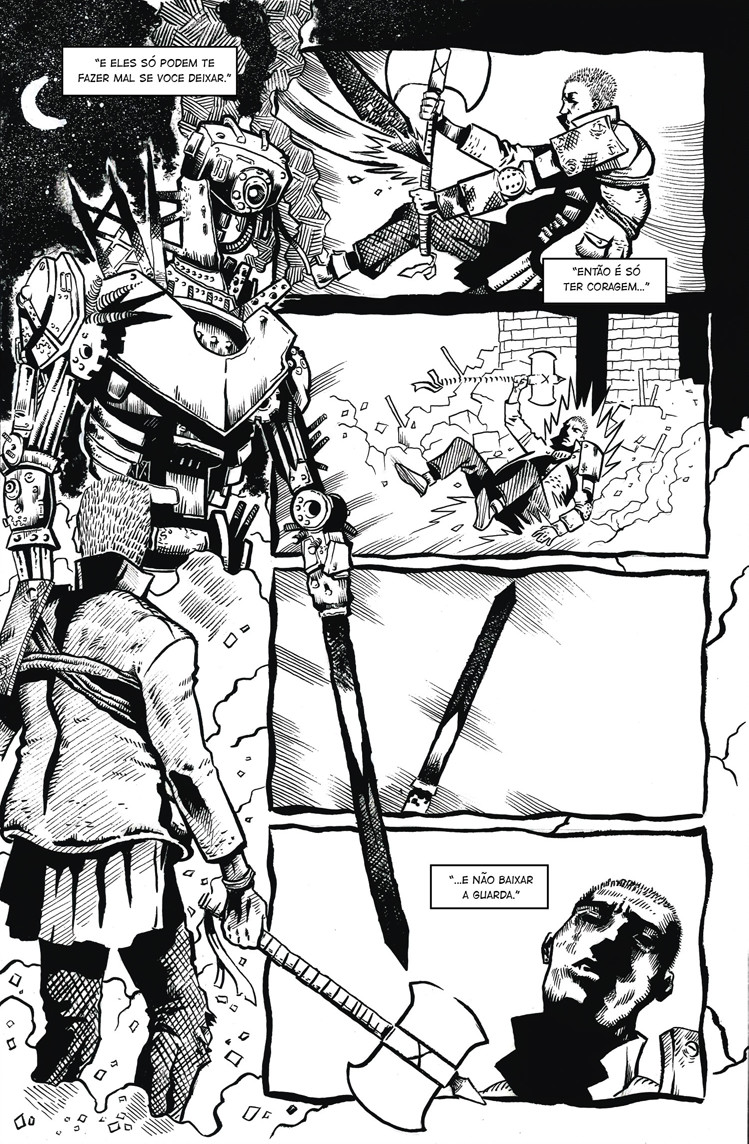 "E ELES SÓ PODEM TE
FAZER MAL SE VOCE DEIXAR."
"ENTÃO É SÓ
TER CORAGEM..."
"...E NÃO BAIXAR
A GUARDA."